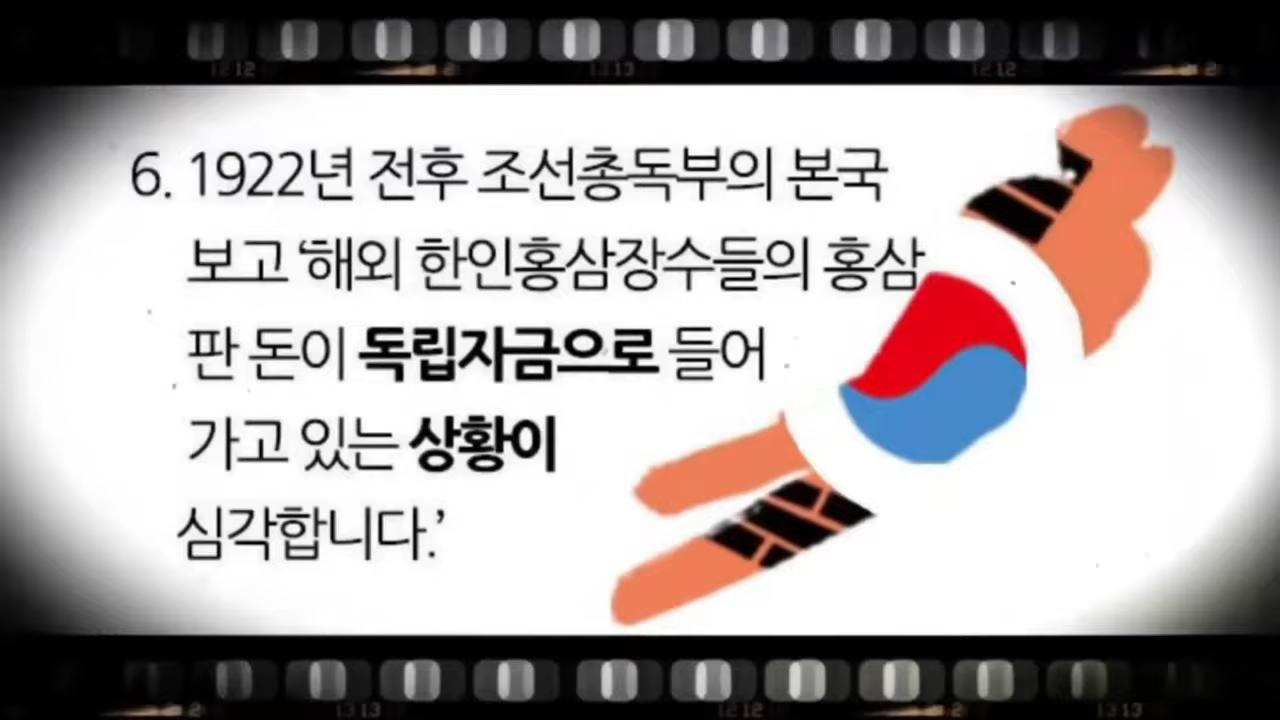 6. 1922년 전후 조선총독부의 본국
보고 ‘해외 한인홍삼장수들의 홍삼
판 돈이 독립자금으로 들어
가고 있는 상황이
심각합니다.’